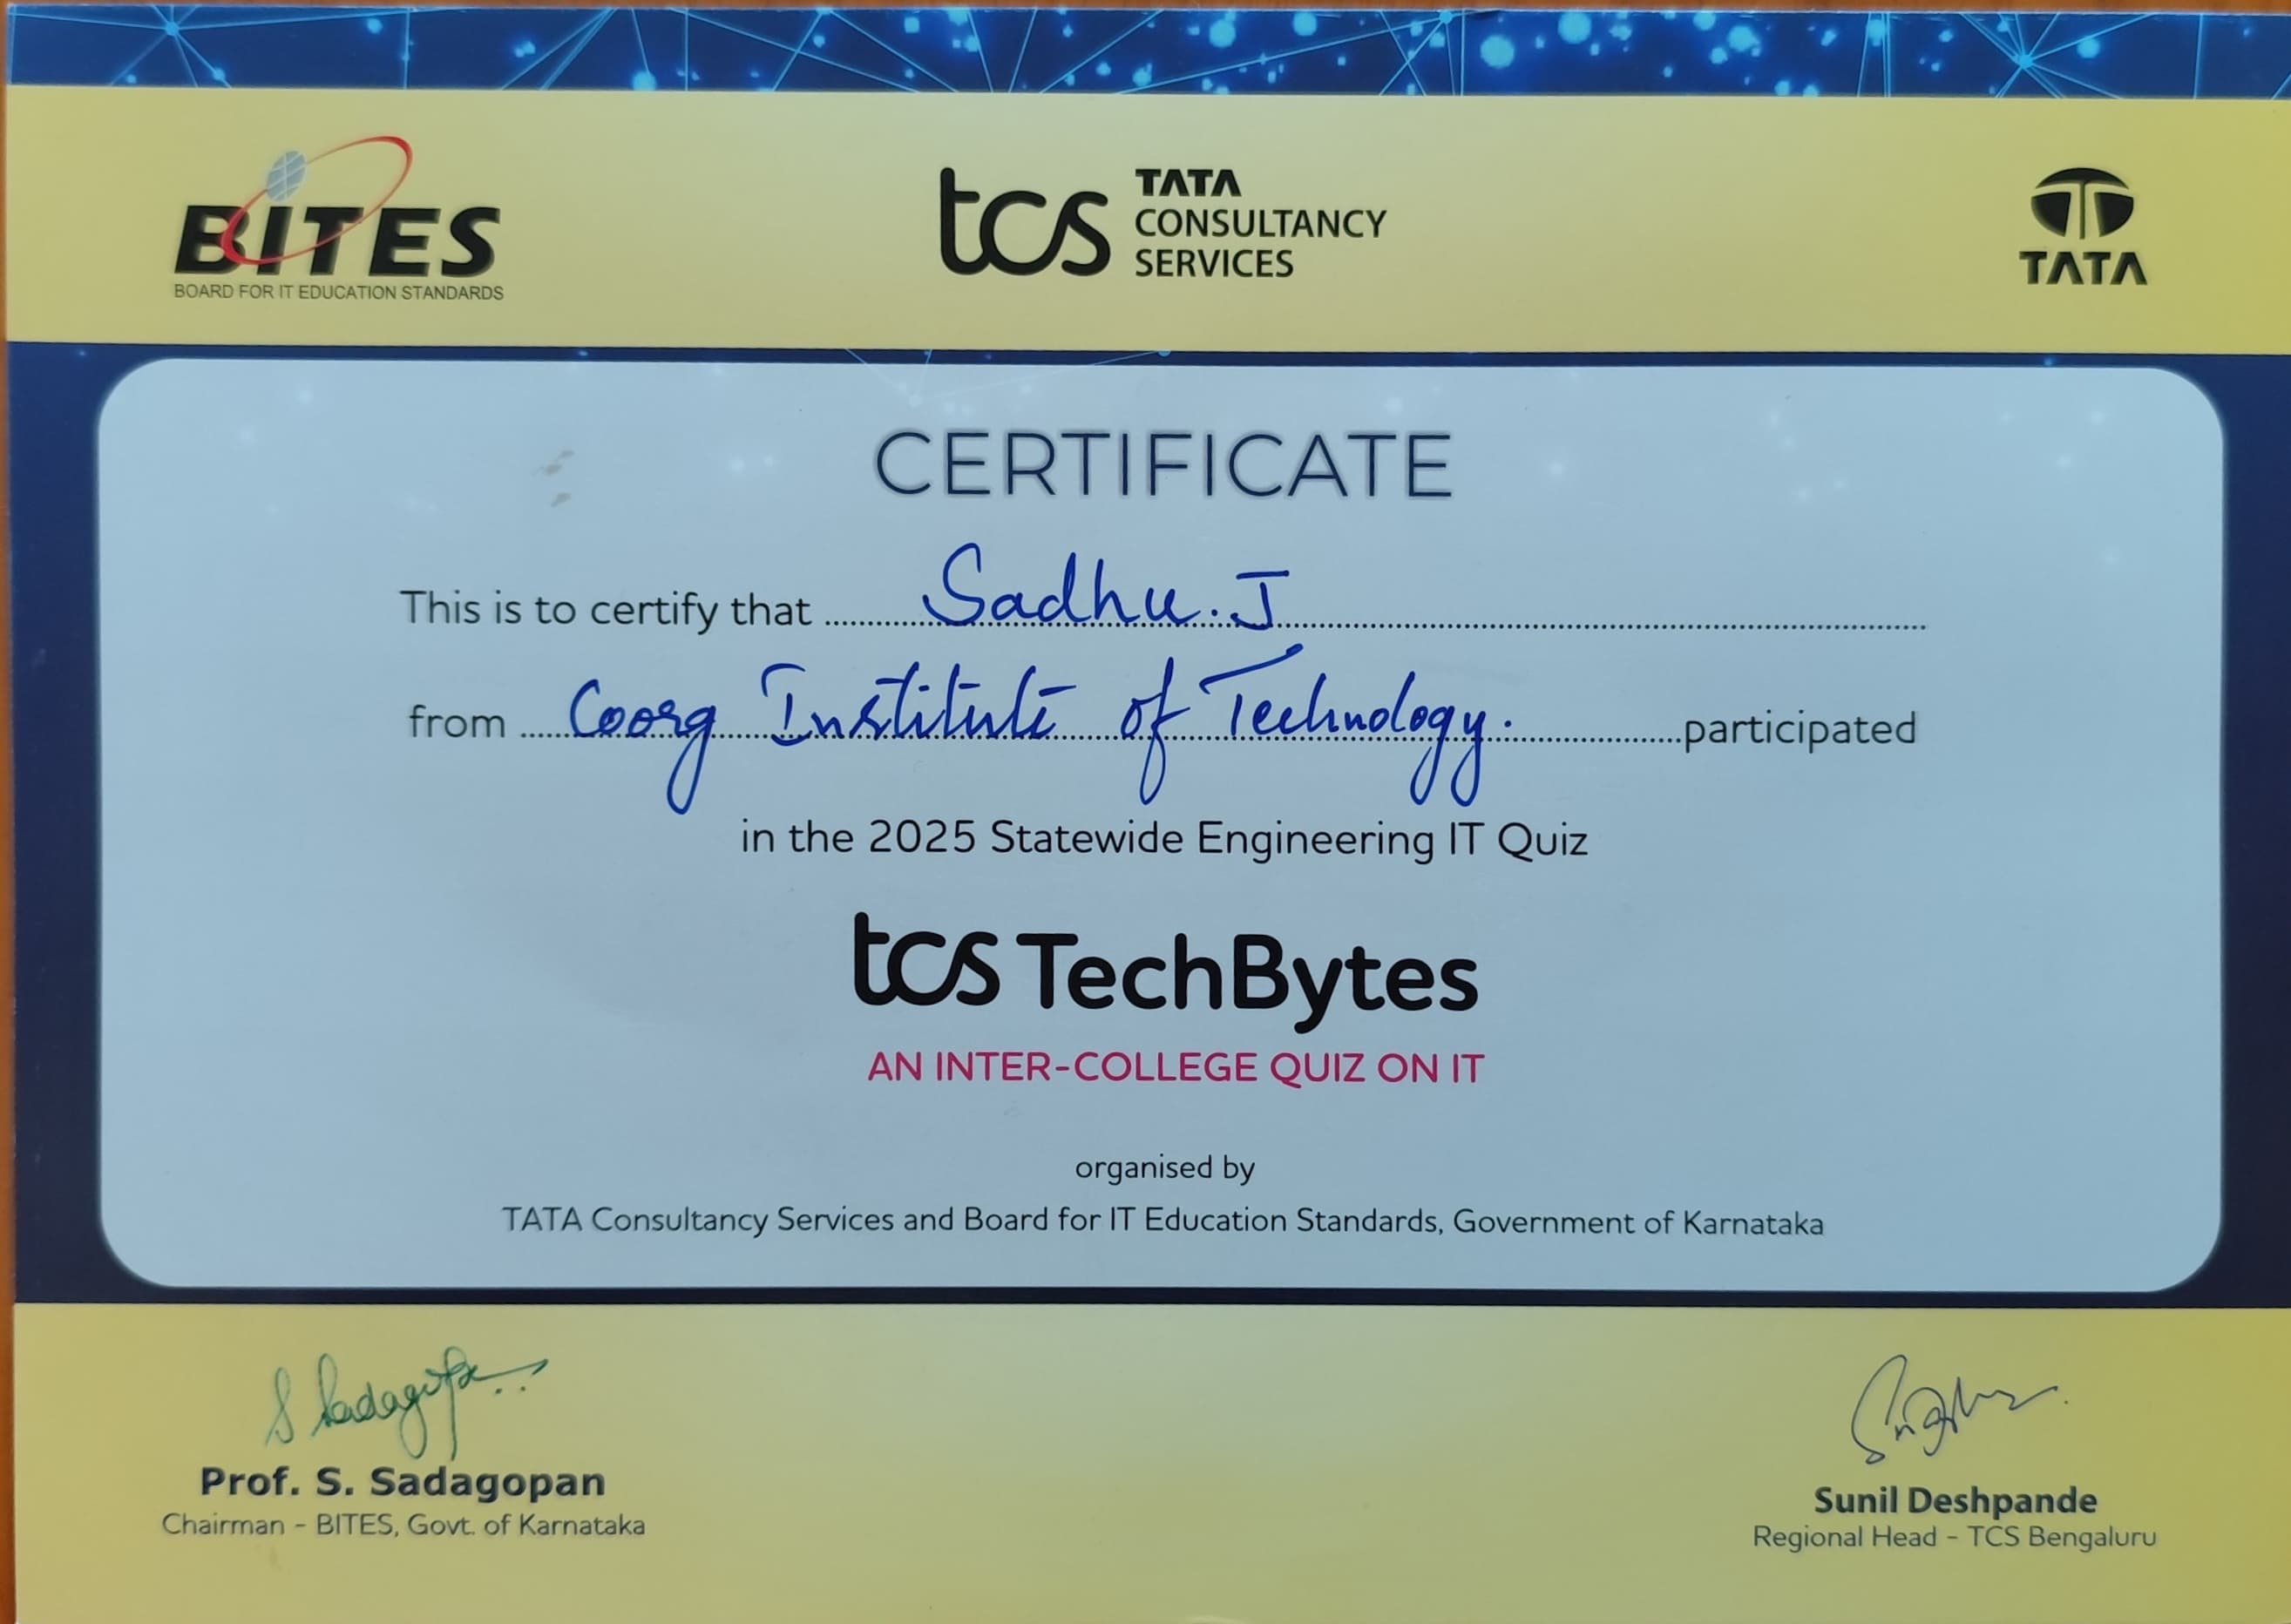 BITES
BOARD FOR IT EDUCATION STANDARDS
tcs TATA CONSULTANCY SERVICES
TATA
CERTIFICATE
This is to certify that Sadhu. J
from Coorg Institute of Technology. participated
in the 2025 Statewide Engineering IT Quiz
tcs TechBytes
AN INTER-COLLEGE QUIZ ON IT
organised by
TATA Consultancy Services and Board for IT Education Standards, Government of Karnataka
S Sadagopan
Prof. S. Sadagopan
Chairman - BITES, Govt. of Karnataka
Sunil Deshpande
Regional Head - TCS Bengaluru